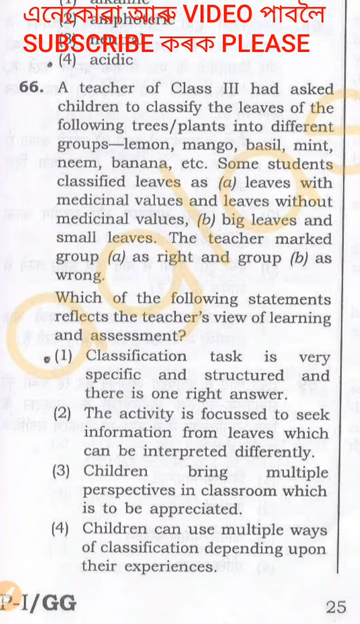 (1) alkaline
এনেকুৱা আৰু VIDEO পাবলৈ
(2) amphoteric
SUBSCRIBE কৰক PLEASE
(4) acidic
66. A teacher of Class III had asked
children to classify the leaves of the
following trees/plants into different
groups—lemon, mango, basil, mint,
neem, banana, etc. Some students
classified leaves as (a) leaves with
medicinal values and leaves without
medicinal values, (b) big leaves and
small leaves. The teacher marked
group (a) as right and group (b) as
wrong.
Which of the following statements
reflects the teacher's view of learning
and assessment?
(1) Classification task is very
specific and structured and
there is one right answer.
(2) The activity is focussed to seek
information from leaves which
can be interpreted differently.
(3) Children bring multiple
perspectives in classroom which
is to be appreciated.
(4) Children can use multiple ways
of classification depending upon
their experiences.
P-I/GG
25